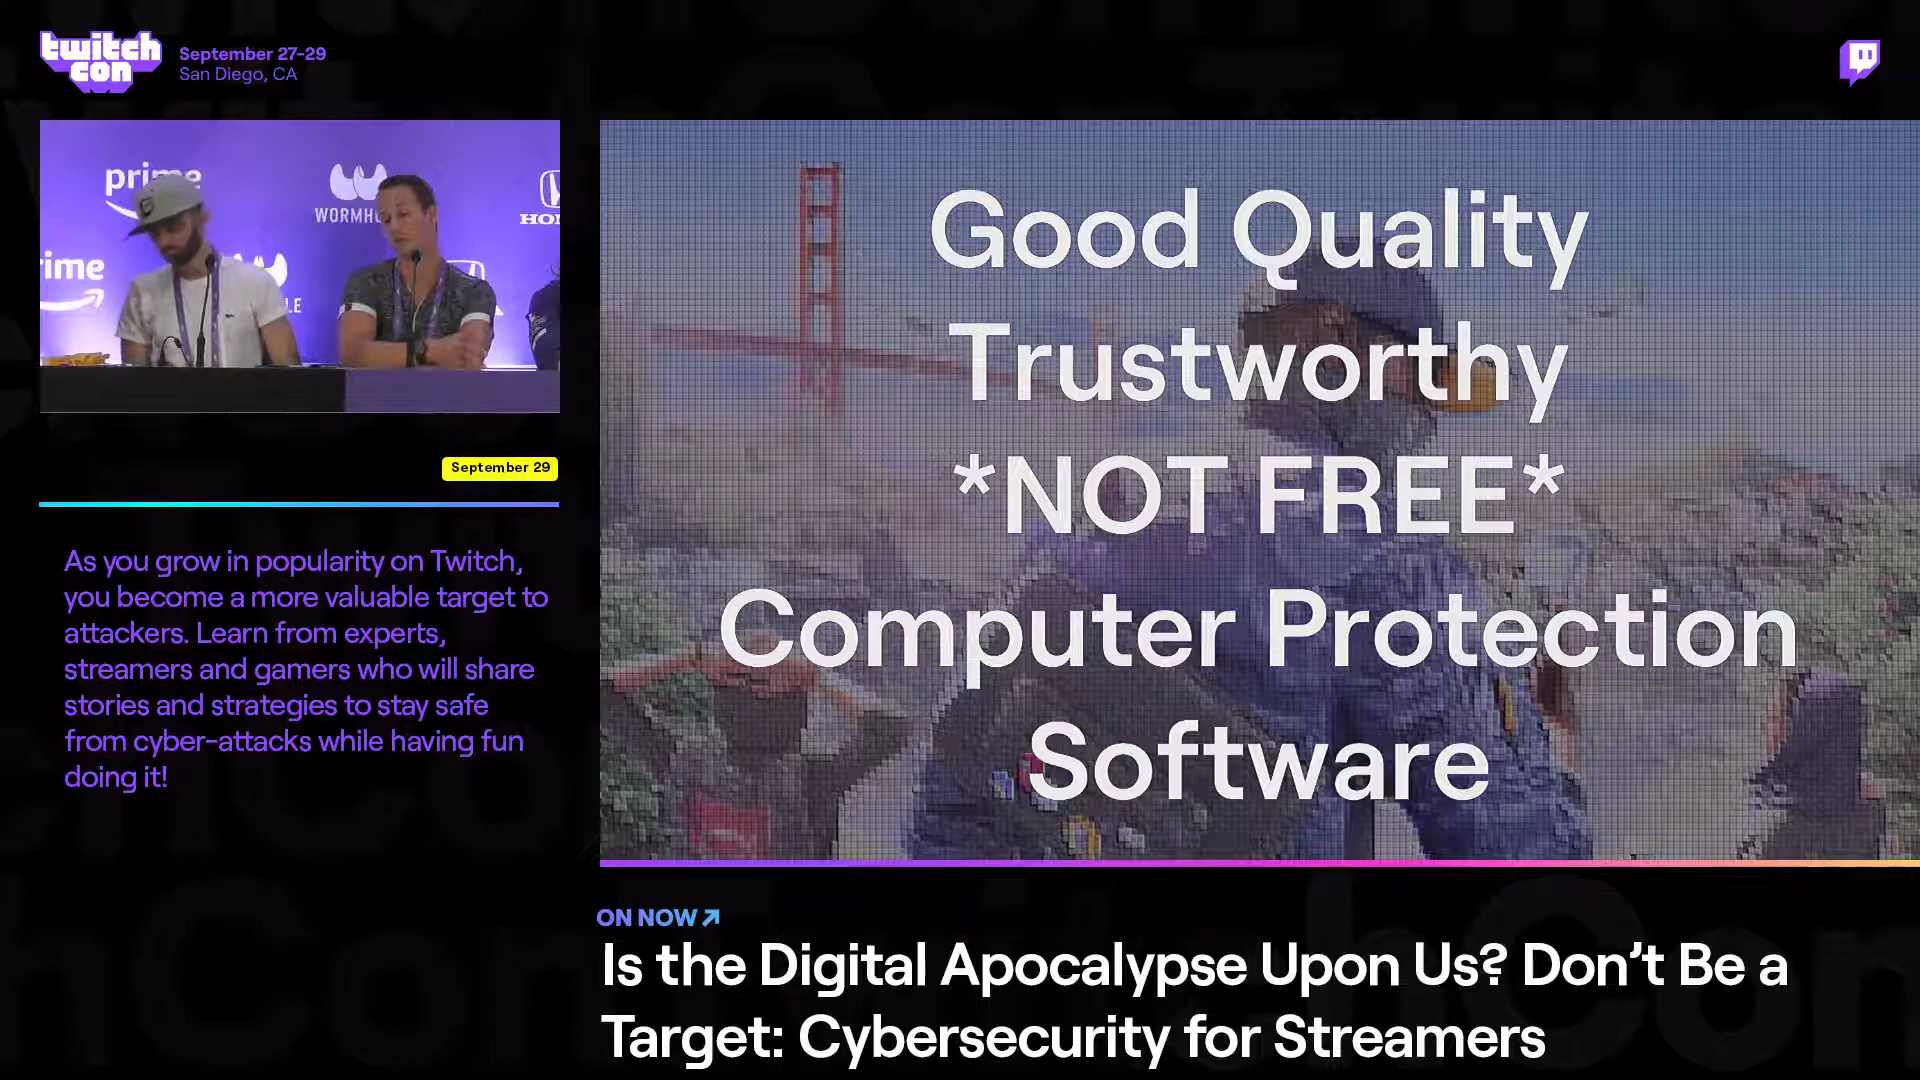 twitch
con
September 27-29
San Diego, CA
prime
WORMH
HON
rime
LE
September 29
As you grow in popularity on Twitch,
you become a more valuable target to
attackers. Learn from experts,
streamers and gamers who will share
stories and strategies to stay safe
from cyber-attacks while having fun
doing it!
Good Quality
Trustworthy
*NOT FREE*
Computer Protection
Software
ON NOW
Is the Digital Apocalypse Upon Us? Don’t Be a
Target: Cybersecurity for Streamers